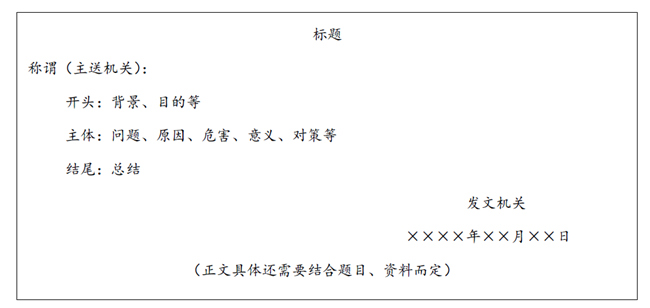 标题
称谓（主送机关）：
开头：背景、目的等
主体：问题、原因、危害、意义、对策等
结尾：总结
发文机关
××××年××月××日
（正文具体还需要结合题目、资料而定）